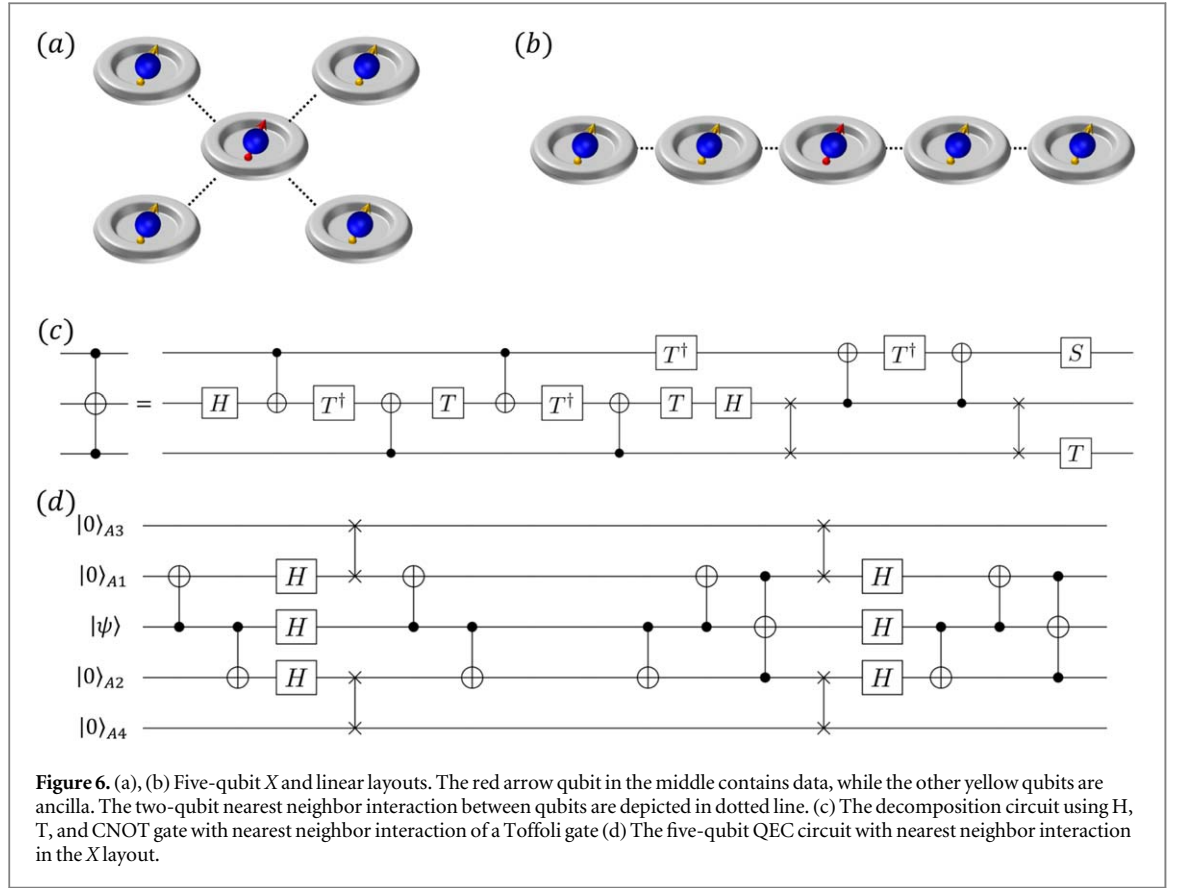 (a)
(b)
(c)
= H T† T T† T† T H T† S T
(d)
|0⟩A3
|0⟩A1 H H
|ψ⟩ H H
|0⟩A2 H H
|0⟩A4
Figure 6. (a), (b) Five-qubit X and linear layouts. The red arrow qubit in the middle contains data, while the other yellow qubits are
ancilla. The two-qubit nearest neighbor interaction between qubits are depicted in dotted line. (c) The decomposition circuit using H,
T, and CNOT gate with nearest neighbor interaction of a Toffoli gate (d) The five-qubit QEC circuit with nearest neighbor interaction
in the X layout.